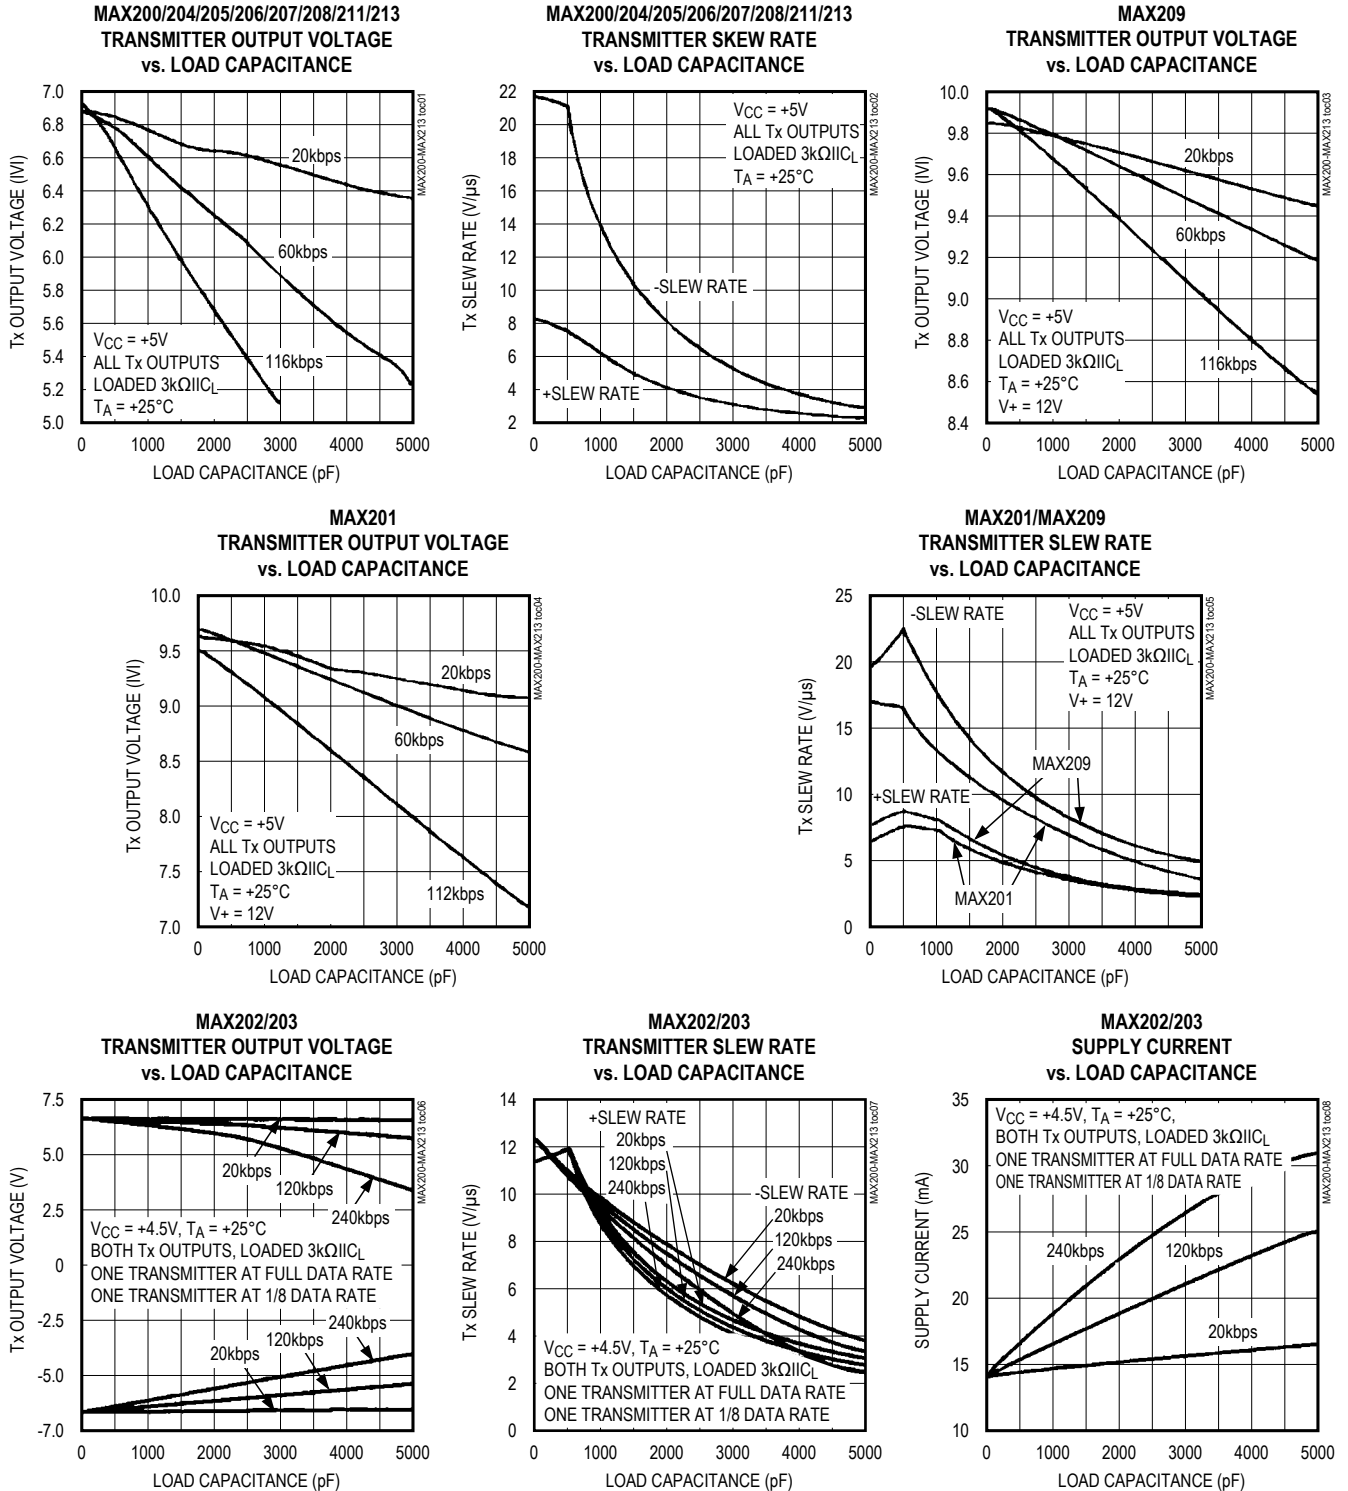 MAX200/204/205/206/207/208/211/213
TRANSMITTER OUTPUT VOLTAGE
vs. LOAD CAPACITANCE
7.0
6.8
6.6
6.4
6.2
6.0
5.8
5.6
5.4
5.2
5.0
Tx OUTPUT VOLTAGE (IVI)
20kbps
60kbps
116kbps
VCC = +5V
ALL Tx OUTPUTS
LOADED 3kΩIICL
TA = +25°C
MAX200-MAX213 toc01
0 1000 2000 3000 4000 5000
LOAD CAPACITANCE (pF)
MAX200/204/205/206/207/208/211/213
TRANSMITTER SKEW RATE
vs. LOAD CAPACITANCE
22
20
18
16
14
12
10
8
6
4
2
Tx SLEW RATE (V/µs)
VCC = +5V
ALL Tx OUTPUTS
LOADED 3kΩIICL
TA = +25°C
-SLEW RATE
+SLEW RATE
MAX200-MAX213 toc02
0 1000 2000 3000 4000 5000
LOAD CAPACITANCE (pF)
MAX209
TRANSMITTER OUTPUT VOLTAGE
vs. LOAD CAPACITANCE
10.0
9.8
9.6
9.4
9.2
9.0
8.8
8.6
8.4
Tx OUTPUT VOLTAGE (IVI)
20kbps
60kbps
116kbps
VCC = +5V
ALL Tx OUTPUTS
LOADED 3kΩIICL
TA = +25°C
V+ = 12V
MAX200-MAX213 toc03
0 1000 2000 3000 4000 5000
LOAD CAPACITANCE (pF)
MAX201
TRANSMITTER OUTPUT VOLTAGE
vs. LOAD CAPACITANCE
10.0
9.5
9.0
8.5
8.0
7.5
7.0
Tx OUTPUT VOLTAGE (IVI)
20kbps
60kbps
112kbps
VCC = +5V
ALL Tx OUTPUTS
LOADED 3kΩIICL
TA = +25°C
V+ = 12V
MAX200-MAX213 toc04
0 1000 2000 3000 4000 5000
LOAD CAPACITANCE (pF)
MAX201/MAX209
TRANSMITTER SLEW RATE
vs. LOAD CAPACITANCE
25
20
15
10
5
0
Tx SLEW RATE (V/µs)
-SLEW RATE
VCC = +5V
ALL Tx OUTPUTS
LOADED 3kΩIICL
TA = +25°C
V+ = 12V
MAX209
+SLEW RATE
MAX201
MAX200-MAX213 toc05
0 1000 2000 3000 4000 5000
LOAD CAPACITANCE (pF)
MAX202/203
TRANSMITTER OUTPUT VOLTAGE
vs. LOAD CAPACITANCE
7.5
5.0
2.5
0
-2.5
-5.0
-7.0
Tx OUTPUT VOLTAGE (V)
20kbps
120kbps
240kbps
VCC = +4.5V, TA = +25°C
BOTH Tx OUTPUTS, LOADED 3kΩIICL
ONE TRANSMITTER AT FULL DATA RATE
ONE TRANSMITTER AT 1/8 DATA RATE
240kbps
120kbps
20kbps
MAX200-MAX213 toc06
0 1000 2000 3000 4000 5000
LOAD CAPACITANCE (pF)
MAX202/203
TRANSMITTER SLEW RATE
vs. LOAD CAPACITANCE
14
12
10
8
6
4
2
0
Tx SLEW RATE (V/µs)
+SLEW RATE
20kbps
120kbps
240kbps
-SLEW RATE
20kbps
120kbps
240kbps
VCC = +4.5V, TA = +25°C
BOTH Tx OUTPUTS, LOADED 3kΩIICL
ONE TRANSMITTER AT FULL DATA RATE
ONE TRANSMITTER AT 1/8 DATA RATE
MAX200-MAX213 toc07
0 1000 2000 3000 4000 5000
LOAD CAPACITANCE (pF)
MAX202/203
SUPPLY CURRENT
vs. LOAD CAPACITANCE
35
30
25
20
15
10
SUPPLY CURRENT (mA)
VCC = +4.5V, TA = +25°C,
BOTH Tx OUTPUTS, LOADED 3kΩIICL
ONE TRANSMITTER AT FULL DATA RATE
ONE TRANSMITTER AT 1/8 DATA RATE
240kbps
120kbps
20kbps
MAX200-MAX213 toc08
0 1000 2000 3000 4000 5000
LOAD CAPACITANCE (pF)